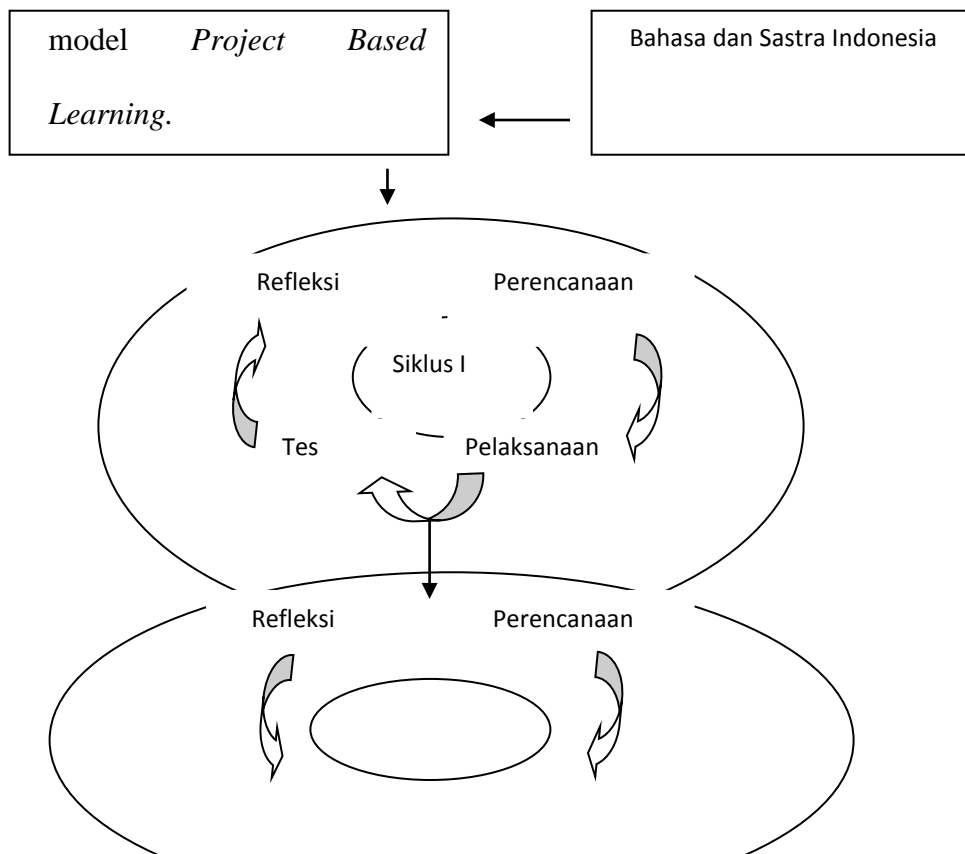 model Project Based
Learning.
Bahasa dan Sastra Indonesia
Refleksi Perencanaan
Siklus I
Tes Pelaksanaan
Refleksi Perencanaan